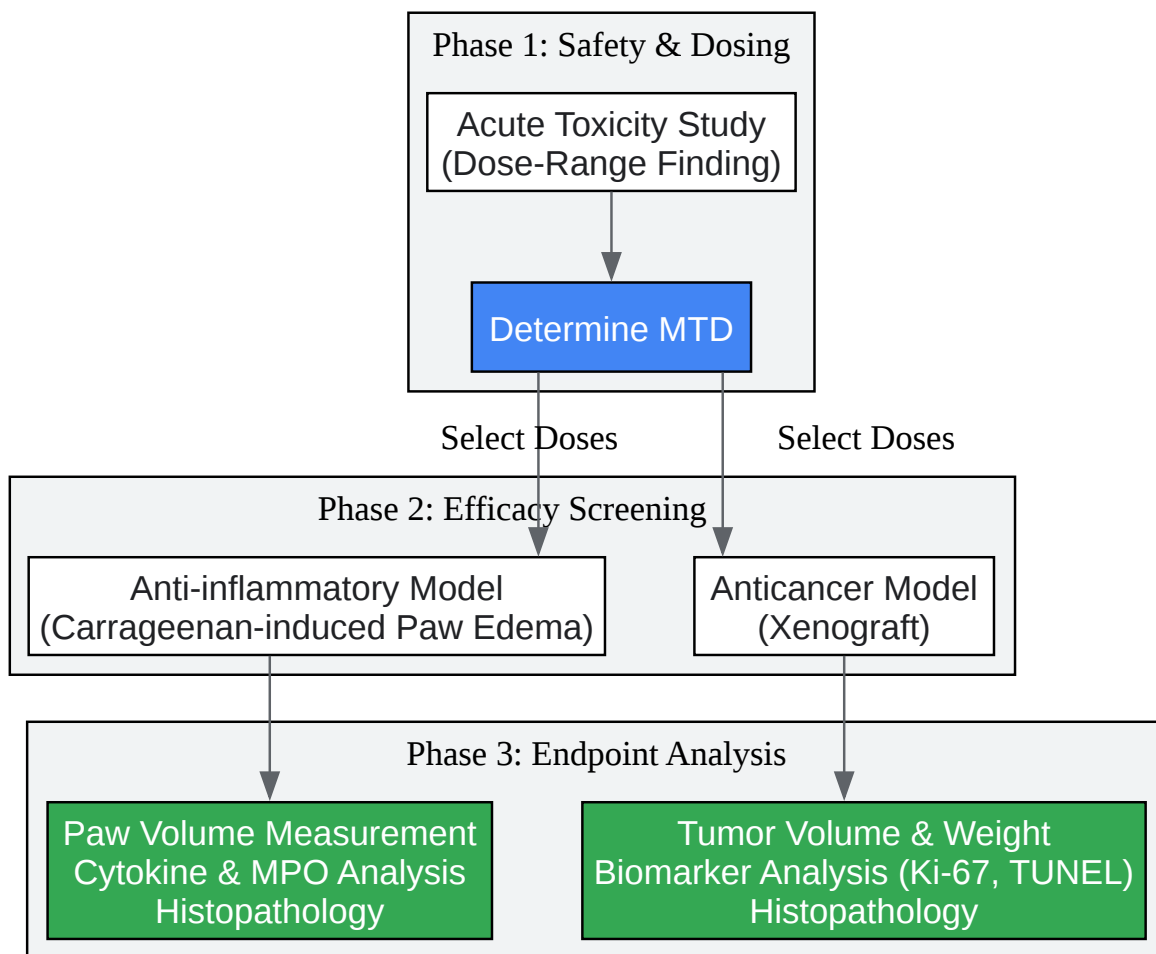 Phase 1: Safety & Dosing
Acute Toxicity Study
(Dose-Range Finding)
Determine MTD
Select Doses
Select Doses
Phase 2: Efficacy Screening
Anti-inflammatory Model
(Carrageenan-induced Paw Edema)
Anticancer Model
(Xenograft)
Phase 3: Endpoint Analysis
Paw Volume Measurement
Cytokine & MPO Analysis
Histopathology
Tumor Volume & Weight
Biomarker Analysis (Ki-67, TUNEL)
Histopathology